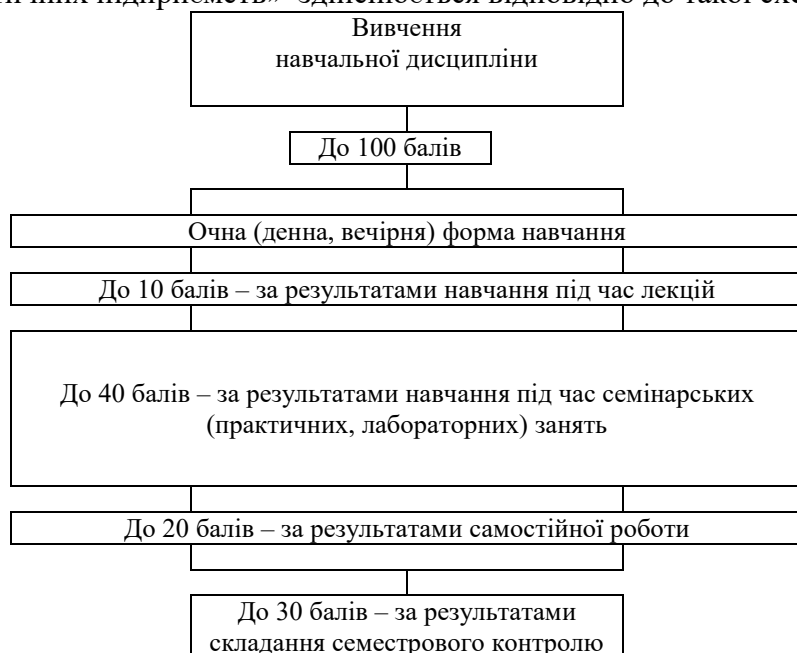 підприємств» здійснюється відповідно до такої
Вивчення
навчальної дисципліни
До 100 балів
Очна (денна, вечірня) форма навчання
До 10 балів – за результатами навчання під час лекцій
До 40 балів – за результатами навчання під час семінарських
(практичних, лабораторних) занять
До 20 балів – за результатами самостійної роботи
До 30 балів – за результатами
складання семестрового контролю